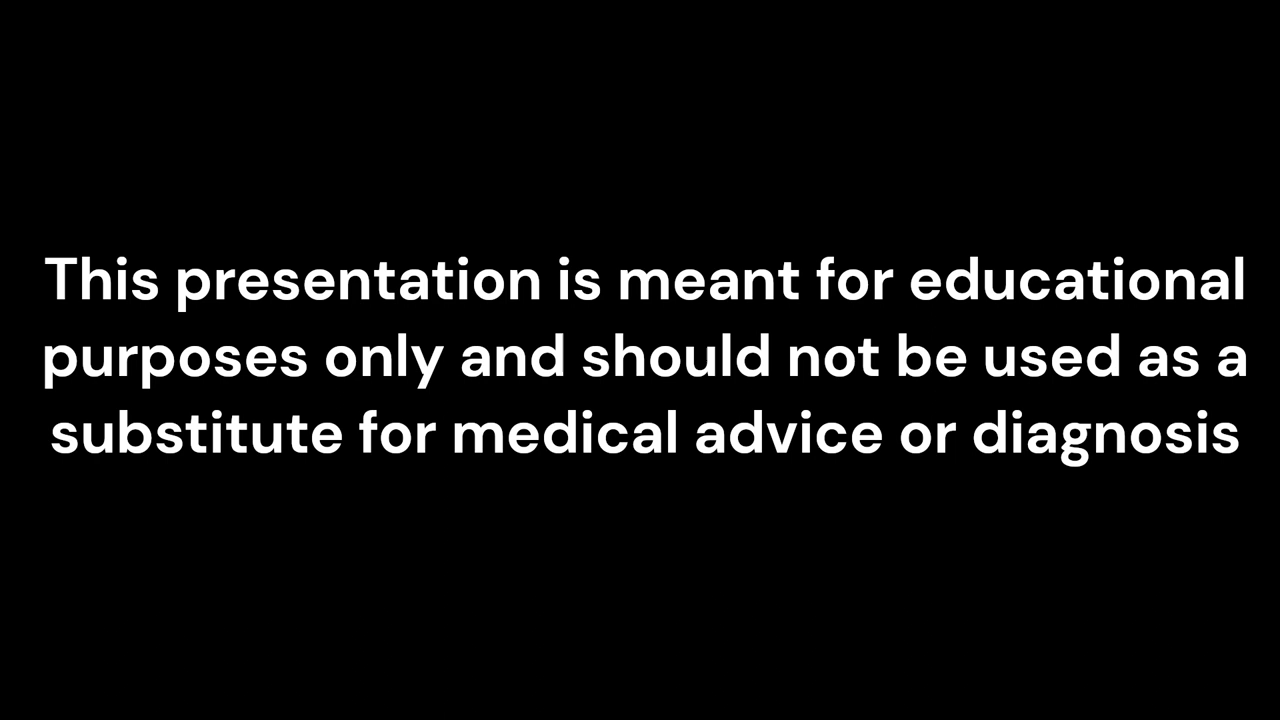 This presentation is meant for educational
purposes only and should not be used as a
substitute for medical advice or diagnosis